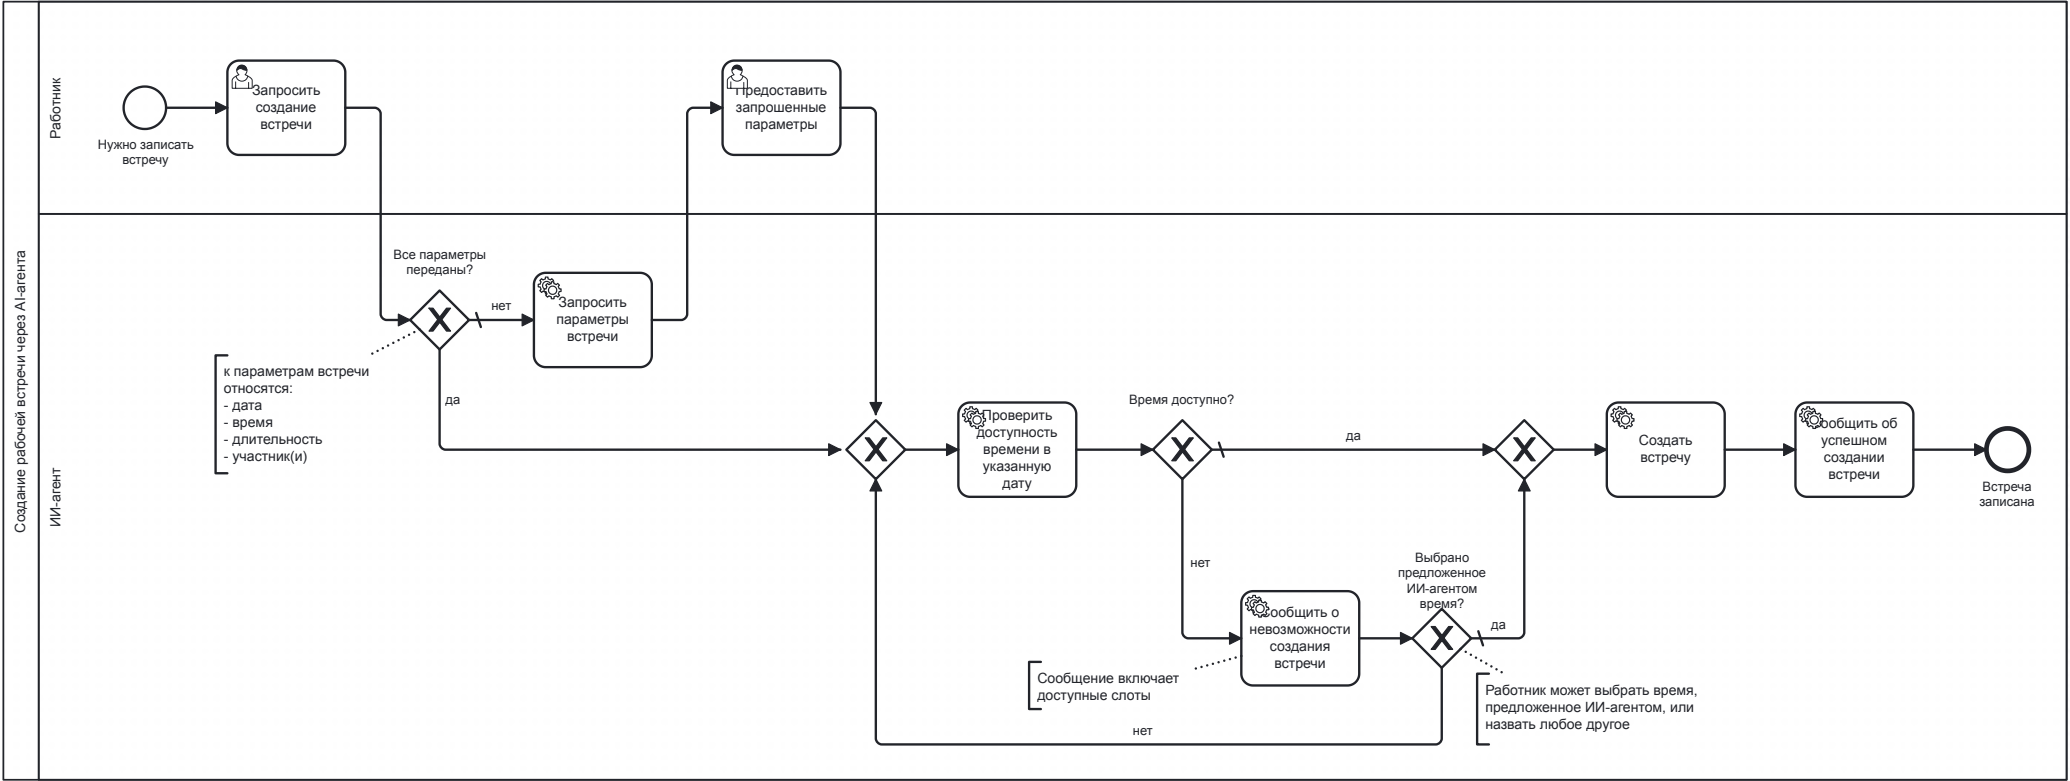 Создание рабочей встречи через AI-агента
Работник
Нужно записать
встречу
Запросить
создание
встречи
Предоставить
запрошенные
параметры
ИИ-агент
Все параметры
переданы?
нет
да
Запросить
параметры
встречи
к параметрам встречи
относятся:
- дата
- время
- длительность
- участник(и)
Проверить
доступность
времени в
указанную
дату
Время доступно?
да
нет
Сообщить о
невозможности
создания
встречи
Сообщение включает
доступные слоты
Выбрано
предложенное
ИИ-агентом
время?
да
нет
Работник может выбрать время,
предложенное ИИ-агентом, или
назвать любое другое
Создать
встречу
Сообщить об
успешном
создании
встречи
Встреча
записана